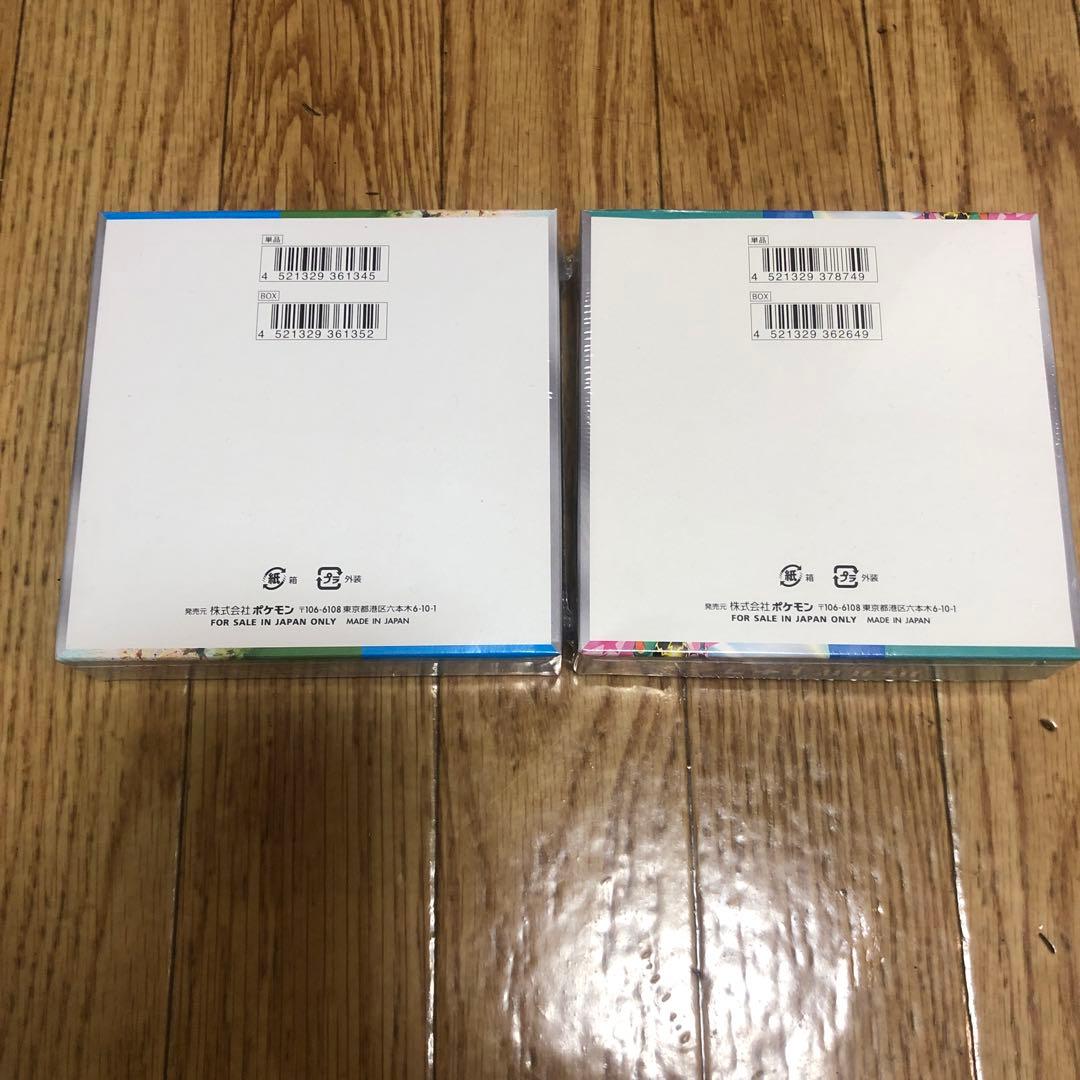 単品
4 521329 361345
BOX
4 521329 361352
紙 箱 プラ 外装
発売元 株式会社 ポケモン 〒106-6108 東京都港区六本木6-10-1
FOR SALE IN JAPAN ONLY MADE IN JAPAN
単品
4 521329 378749
BOX
4 521329 362649
紙 箱 プラ 外装
発売元 株式会社 ポケモン 〒106-6108 東京都港区六本木6-10-1
FOR SALE IN JAPAN ONLY MADE IN JAPAN